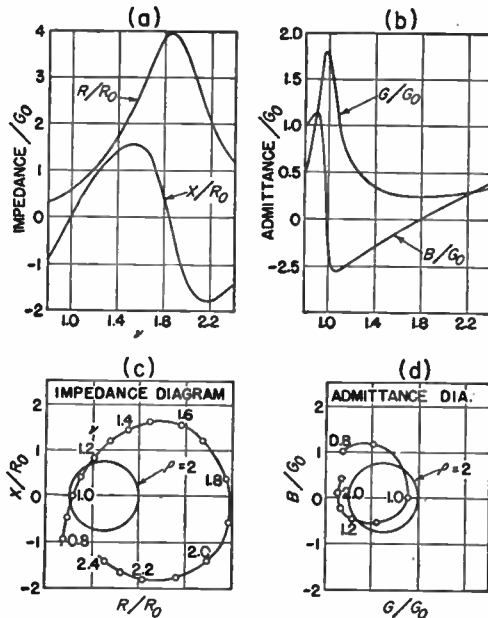 (a)
(b)
IMPEDANCE/G₀
4
3
2
1
0
-1
-2
R/R₀
X/R₀
1.0
1.4
1.8
2.2
ν
ADMITTANCE/G₀
2.0
1.5
1.0
0.5
0
-2.5
G/G₀
B/G₀
1.0
1.4
1.8
2.2
(c)
(d)
IMPEDANCE DIAGRAM
X/R₀
2
1
0
-1
-2
ν
1.2
1.4
1.6
ρ=2
1.8
1.0
0.8
2.4
2.2
2.0
R/R₀
ADMITTANCE DIA.
B/G₀
2
1
0
-1
-2
0.8
ρ=2
2.0
1.0
1.2
G/G₀